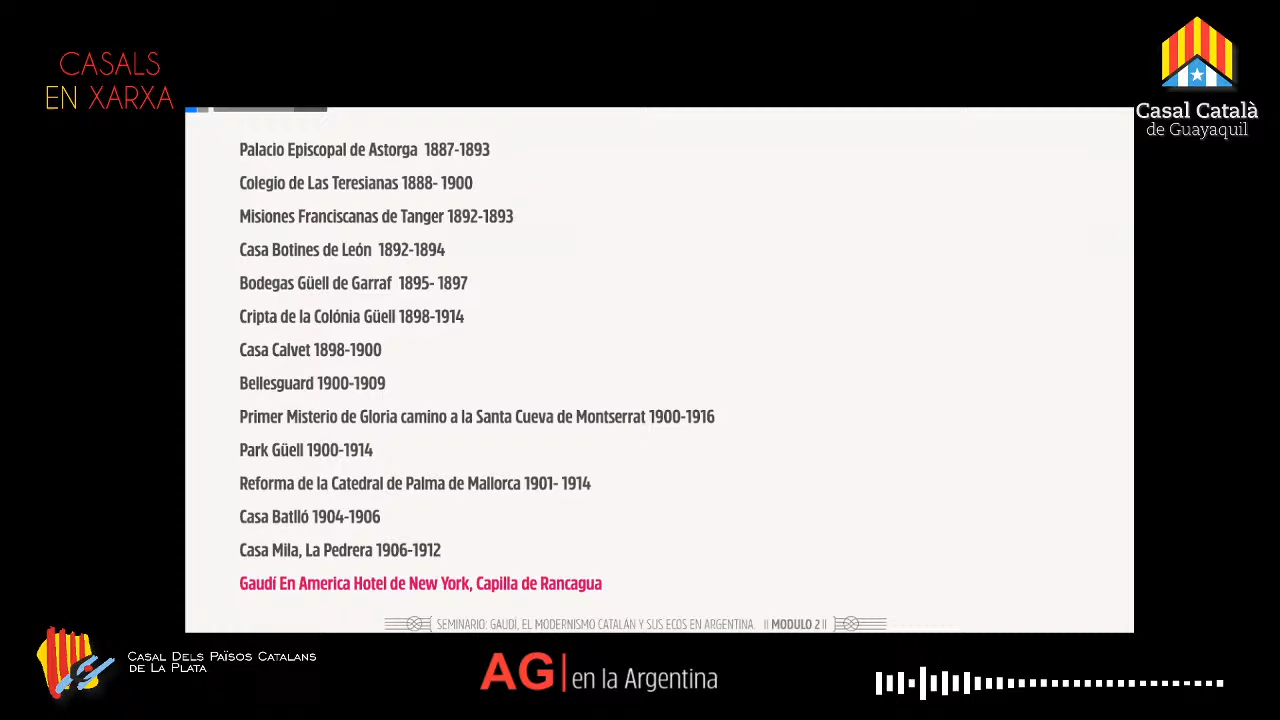 CASALS
EN XARXA
Casal Català
de Guayaquil
Palacio Episcopal de Astorga 1887-1893
Colegio de Las Teresianas 1888- 1900
Misiones Franciscanas de Tanger 1892-1893
Casa Botines de León 1892-1894
Bodegas Güell de Garraf 1895- 1897
Cripta de la Colónia Güell 1898-1914
Casa Calvet 1898-1900
Bellesguard 1900-1909
Primer Misterio de Gloria camino a la Santa Cueva de Montserrat 1900-1916
Park Güell 1900-1914
Reforma de la Catedral de Palma de Mallorca 1901- 1914
Casa Batlló 1904-1906
Casa Mila, La Pedrera 1906-1912
Gaudí En America Hotel de New York, Capilla de Rancagua
SEMINARIO: GAUDI, EL MODERNISMO CATALAN Y SUS ECOS EN ARGENTINA. II MODULO 2 II
CASAL DELS PAÏSOS CATALANS
DE LA PLATA
AG| en la Argentina